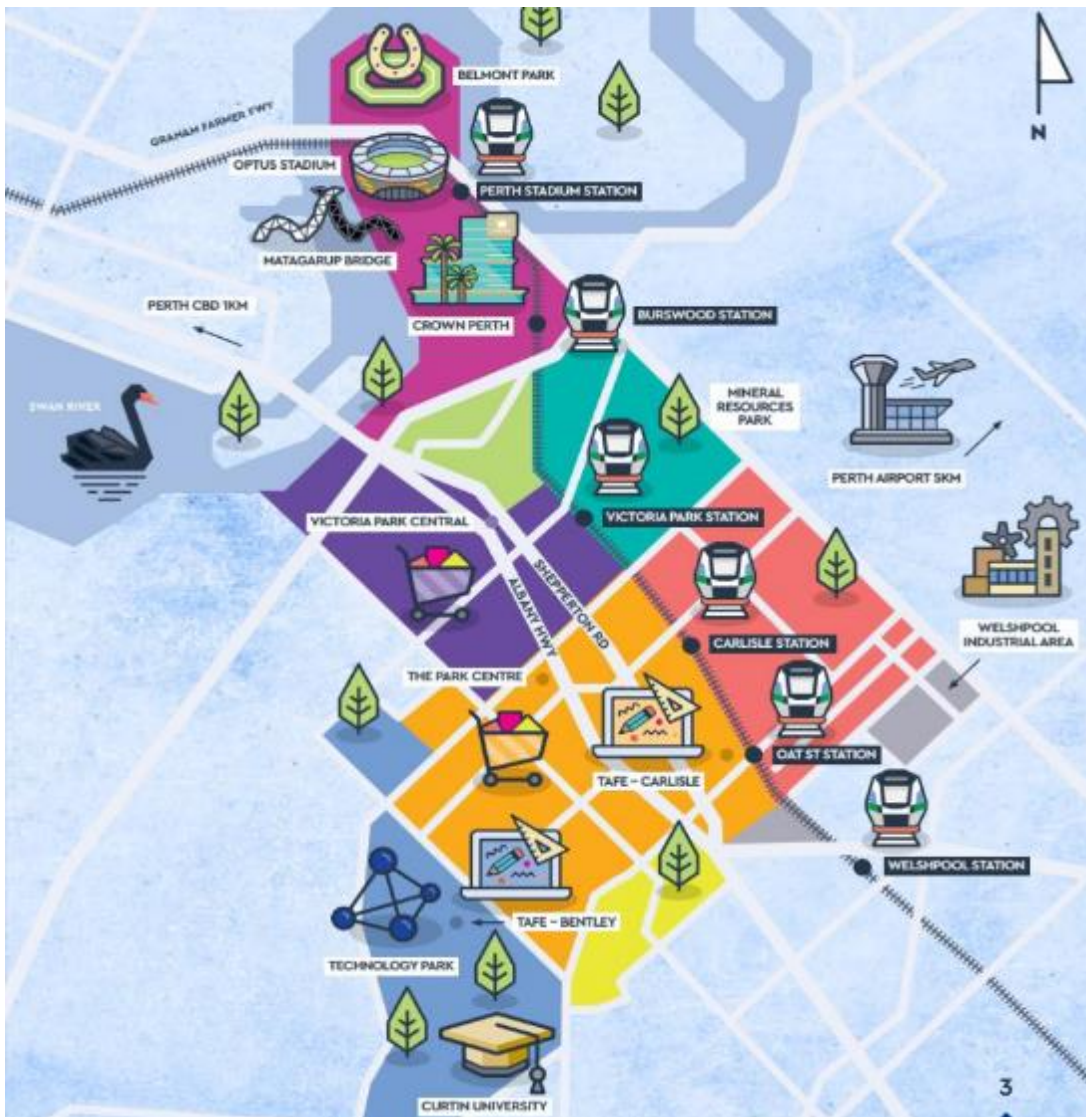 BELMONT PARK
GRAHAM FARMER FWY
OPTUS STADIUM
N
PERTH STADIUM STATION
MATAGARUP BRIDGE
PERTH CBD 1KM
CROWN PERTH
BURSWOOD STATION
SWAN RIVER
MINERAL
RESOURCES
PARK
PERTH AIRPORT 5KM
VICTORIA PARK CENTRAL
VICTORIA PARK STATION
SHEPPERTON RD
ALBANY HWY
WELSHPOOL
INDUSTRIAL AREA
CARLISLE STATION
THE PARK CENTRE
OAT ST STATION
TAFE – CARLISLE
WELSHPOOL STATION
TAFE – BENTLEY
TECHNOLOGY PARK
CURTIN UNIVERSITY
3